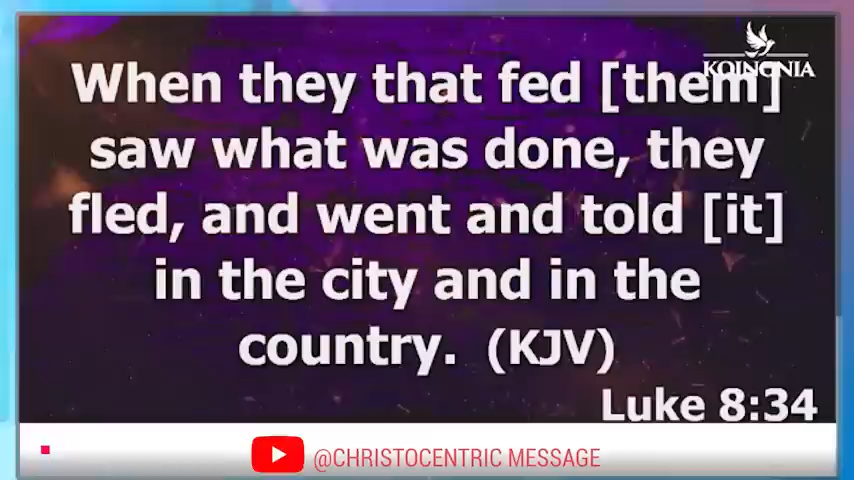 KOINONIA
When they that fed [them]
saw what was done, they
fled, and went and told [it]
in the city and in the
country. (KJV)
Luke 8:34
@CHRISTOCENTRIC MESSAGE